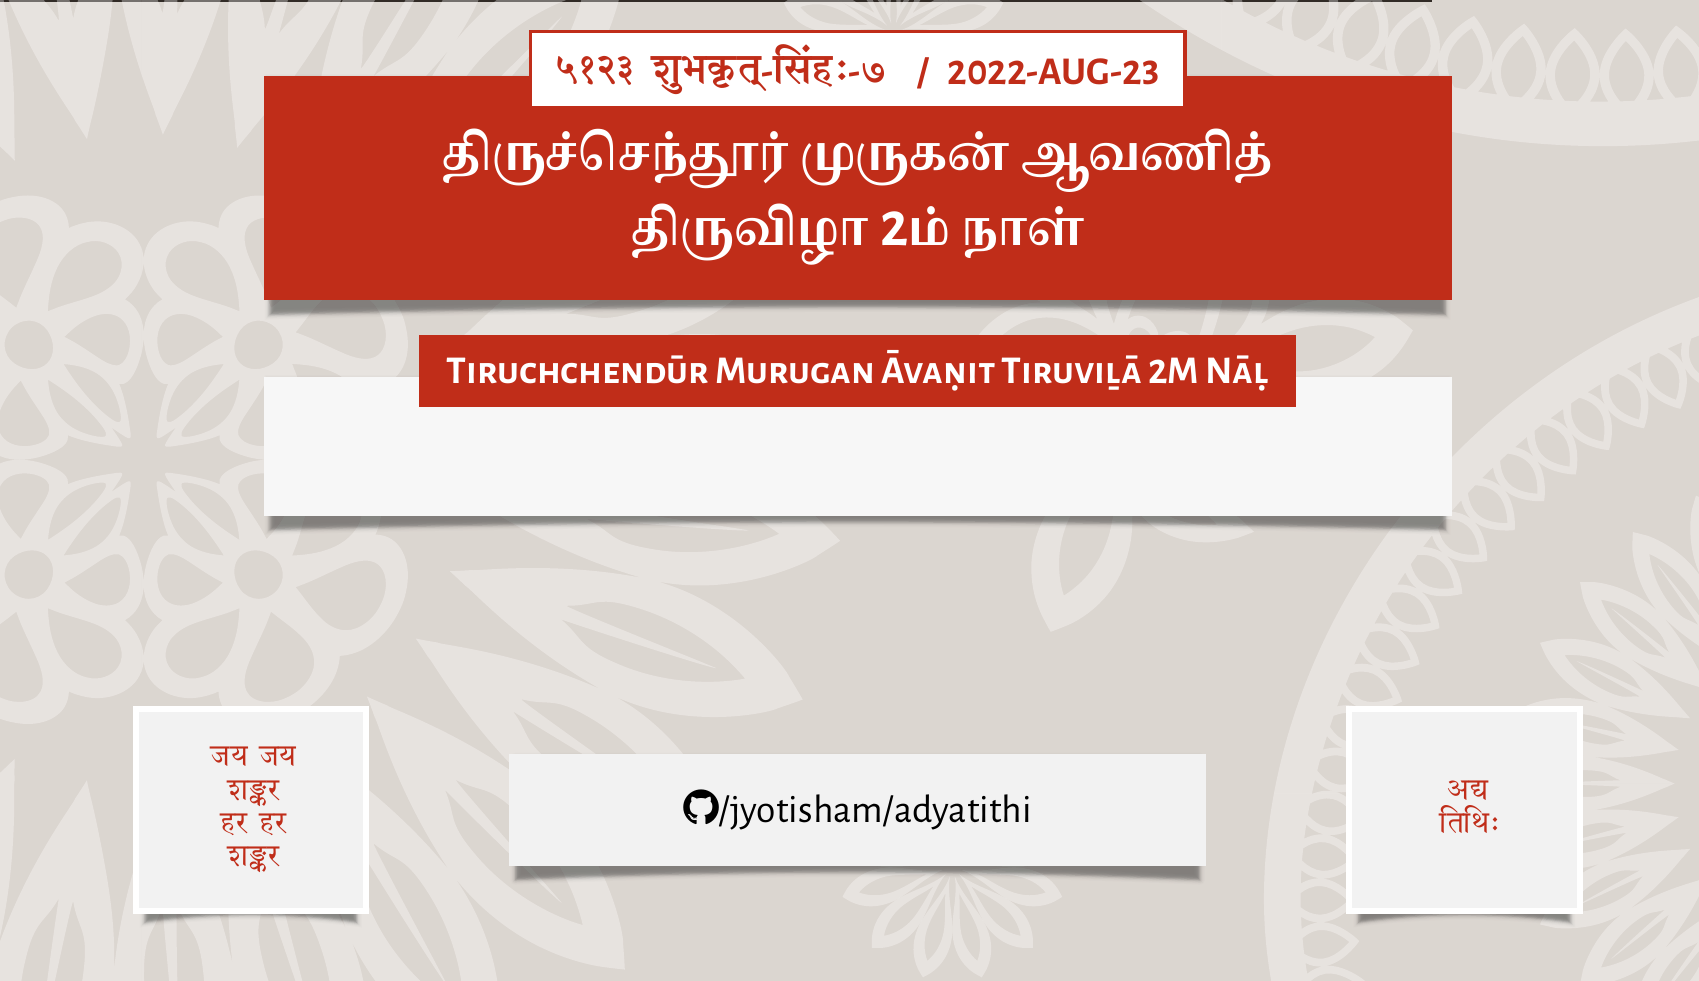 ५१२३ शुभकृत्-सिंहः-७ / 2022-AUG-23
திருச்செந்தூர் முருகன் ஆவணித்
திருவிழா 2ம் நாள்
Tiruchchendūr Murugan Āvaṇit Tiruviḻā 2M Nāḷ
जय जय
शङ्कर
हर हर
शङ्कर
/jyotisham/adyatithi
अद्य
तिथिः